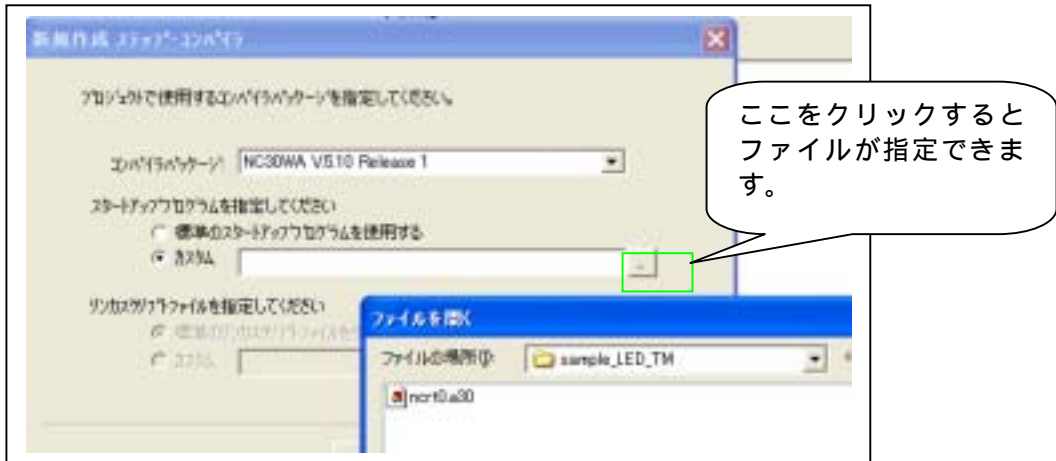 新規作成 ステップ-コンパイラ
プロジェクトで使用するコンパイラパッケージを指定してください。
コンパイラパッケージ NC30WA V.5.10 Release 1
スタートアッププログラムを指定してください
標準のスタートアッププログラムを使用する
カスタム ...
リンカスクリプトファイルを指定してください
カスタム
ファイルを開く
ファイルの場所(I): sample_LED_TM
ncrt0.a30
ここをクリックすると
ファイルが指定できま
す。